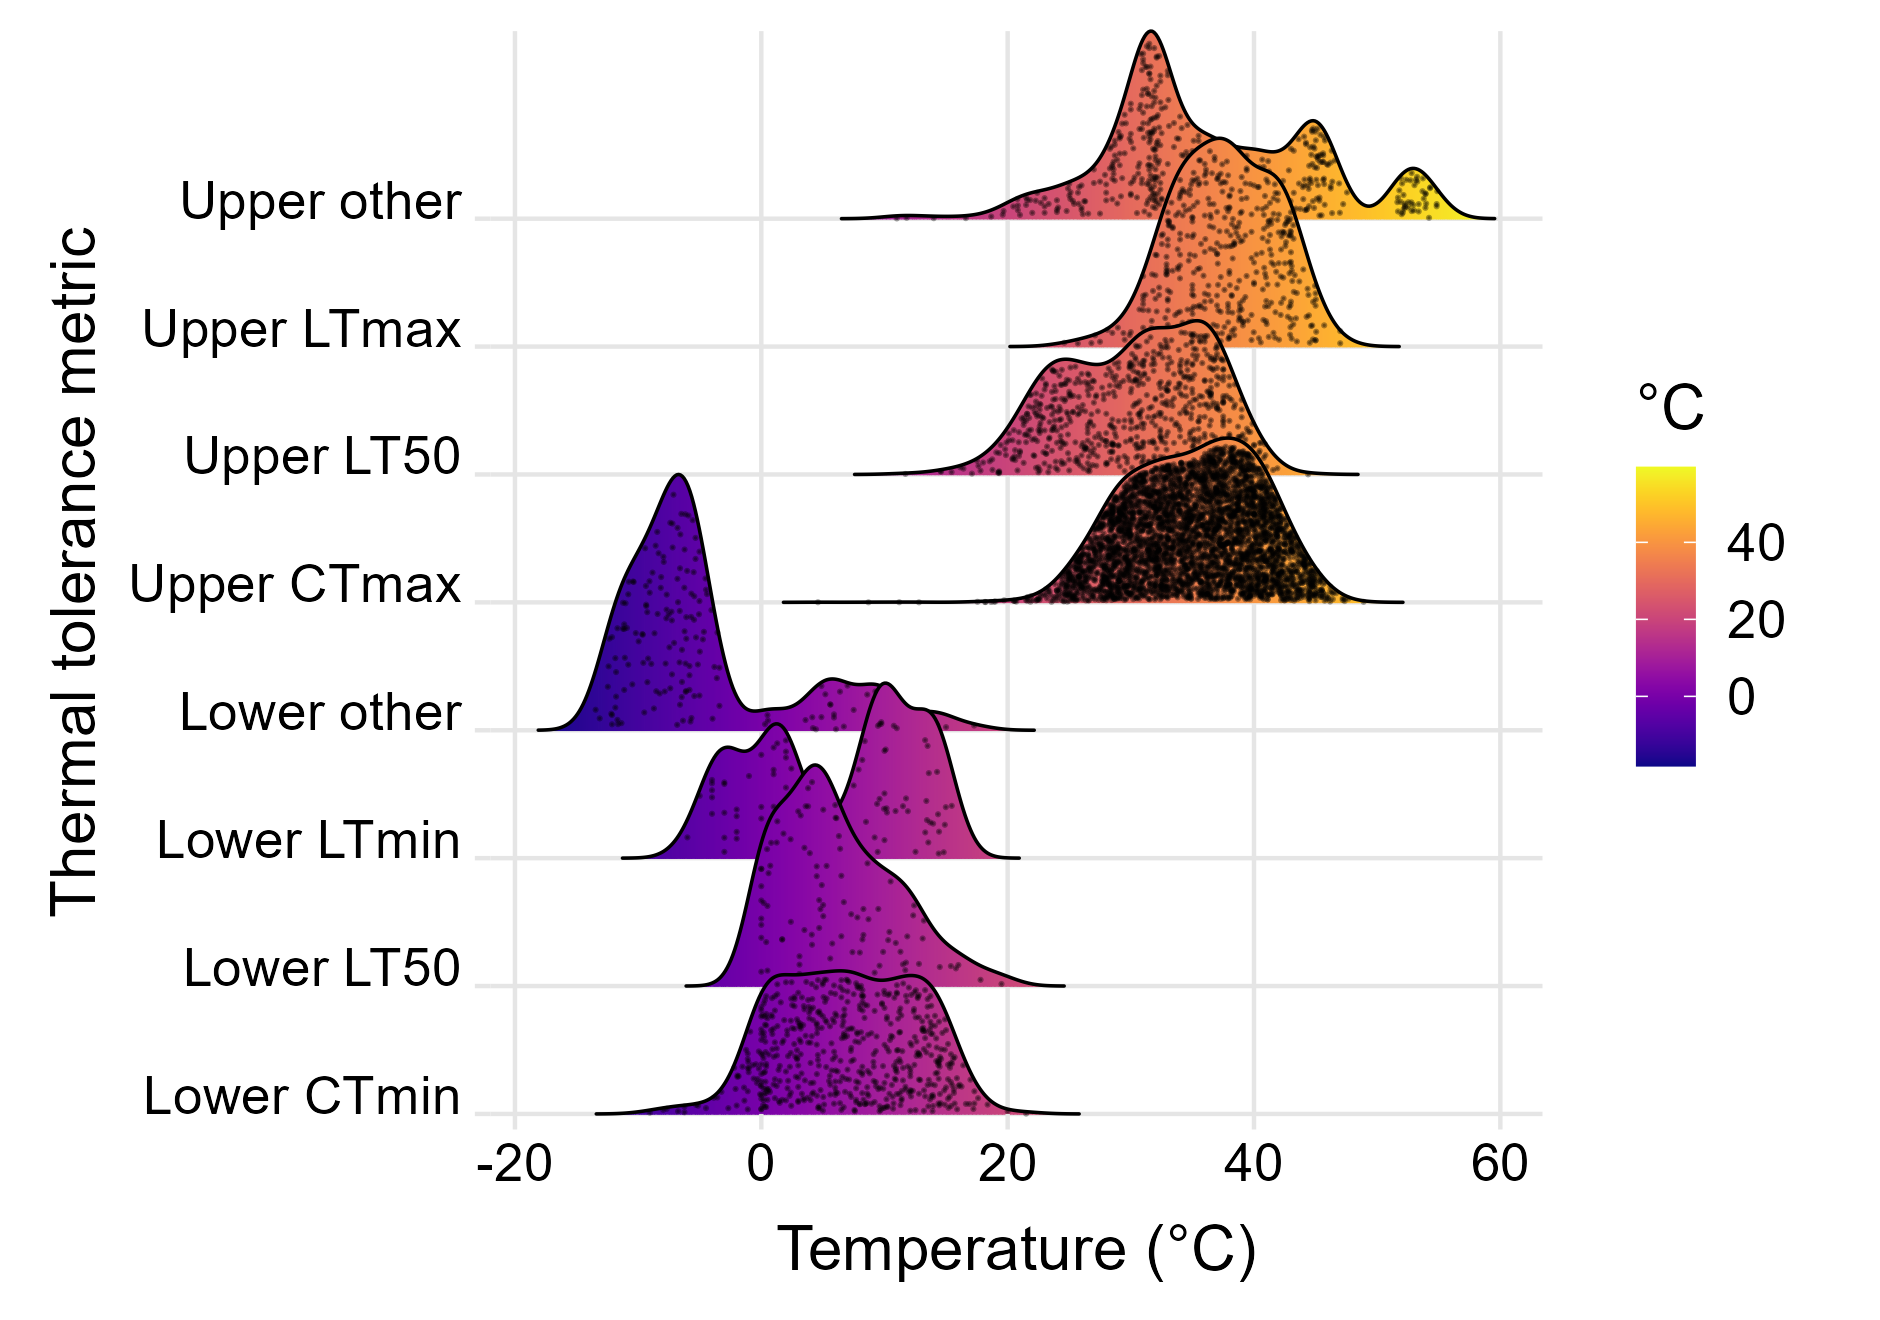 Thermal tolerance metric
Upper other
Upper LTmax
Upper LT50
Upper CTmax
Lower other
Lower LTmin
Lower LT50
Lower CTmin
-20 0 20 40 60
Temperature (°C)
°C
40
20
0